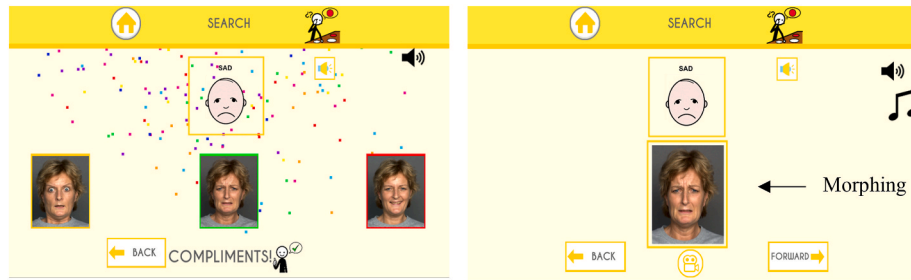 SEARCH
SAD
BACK
COMPLIMENTS!
SEARCH
SAD
Morphing
BACK
FORWARD